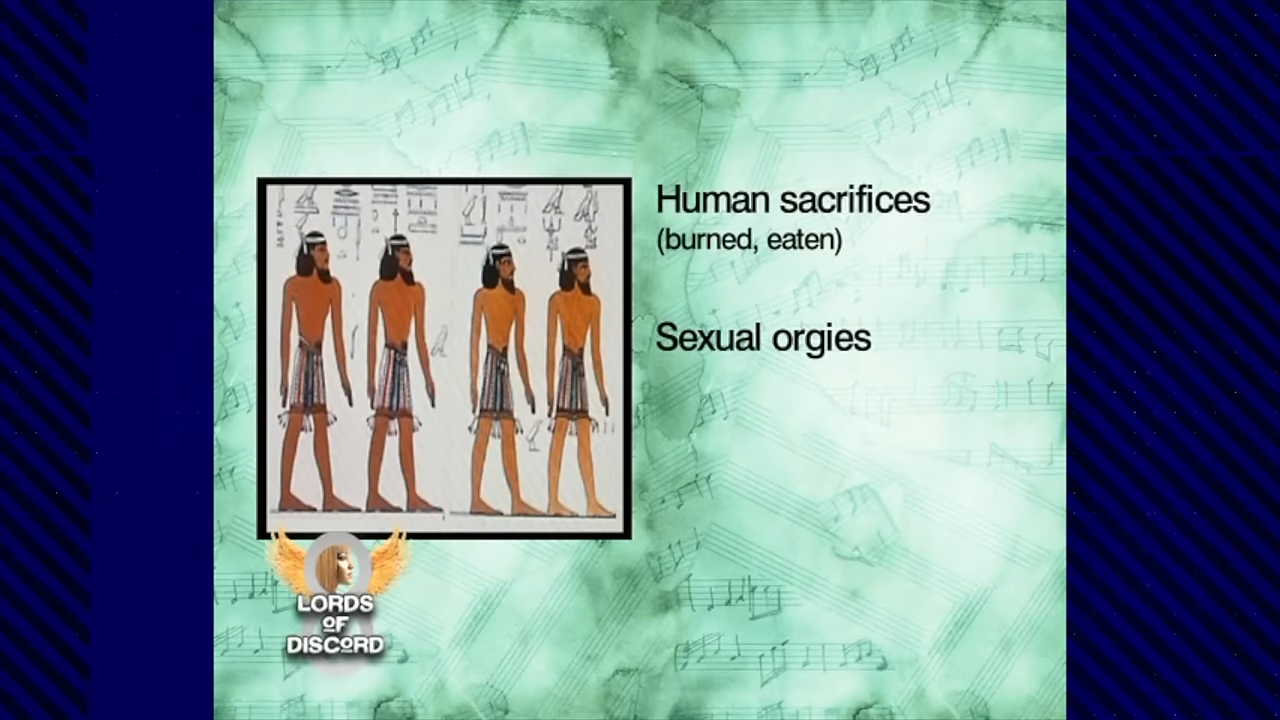 Human sacrifices
(burned, eaten)
Sexual orgies
LORDS
OF
DISCORD